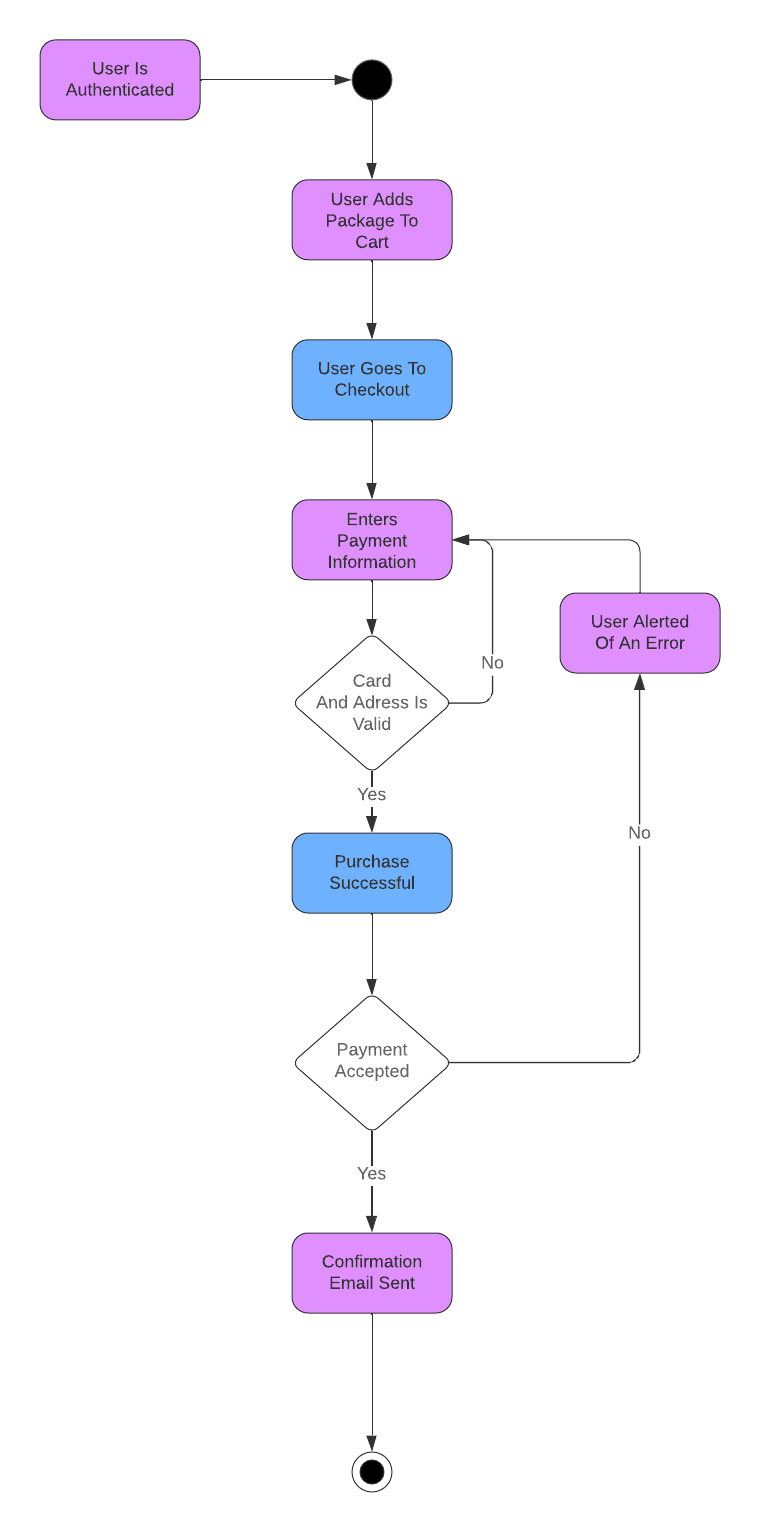 User Is
Authenticated
User Adds
Package To
Cart
User Goes To
Checkout
Enters
Payment
Information
User Alerted
Of An Error
No
Card
And Adress Is
Valid
Yes
No
Purchase
Successful
Payment
Accepted
Yes
Confirmation
Email Sent